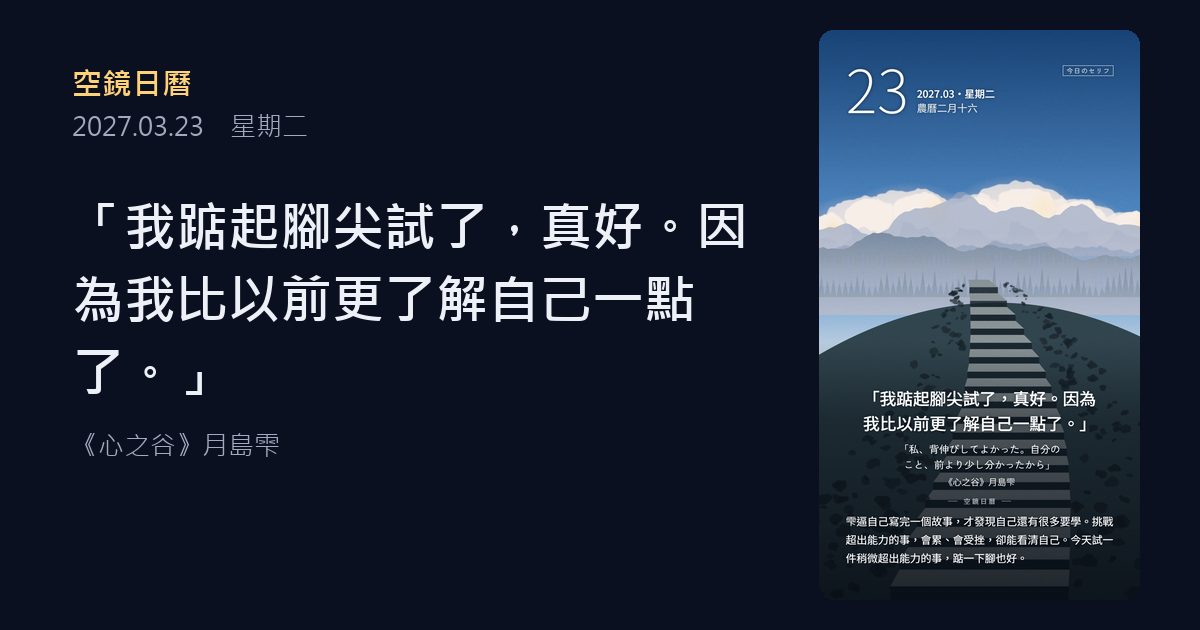 空鏡日曆
2027.03.23　星期二
「我踮起腳尖試了，真好。因
為我比以前更了解自己一點
了。」
《心之谷》月島雫
23
2027.03・星期二
農曆二月十六
今日のセリフ
「我踮起腳尖試了，真好。因為
我比以前更了解自己一點了。」
「私、背伸びしてよかった。自分の
こと、前より少し分かったから」
《心之谷》月島雫
空鏡日曆
雫逼自己寫完一個故事，才發現自己還有很多要學。挑戰
超出能力的事，會累、會受挫，卻能看清自己。今天試一
件稍微超出能力的事，踮一下腳也好。